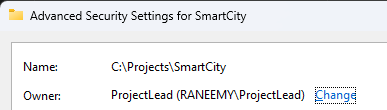 Advanced Security Settings for SmartCity
Name: C:\Projects\SmartCity
Owner: ProjectLead (RANEEMY\ProjectLead) Change